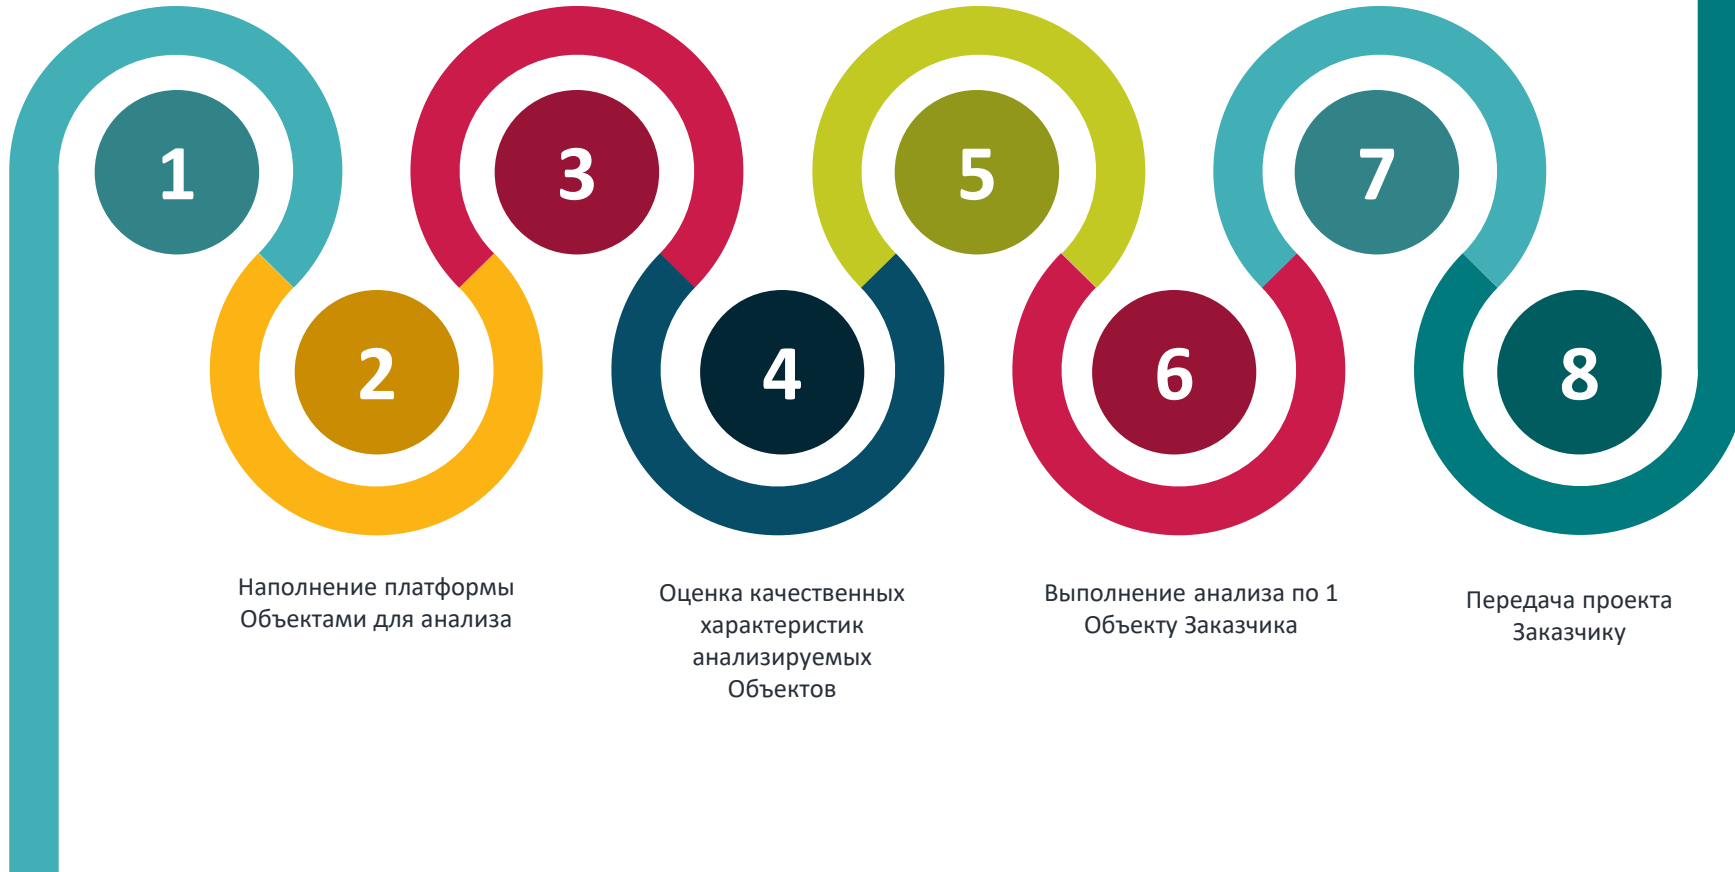 1
3
5
7
2
4
6
8
Наполнение платформы
Объектами для анализа
Оценка качественных
характеристик
анализируемых
Объектов
Выполнение анализа по 1
Объекту Заказчика
Передача проекта
Заказчику